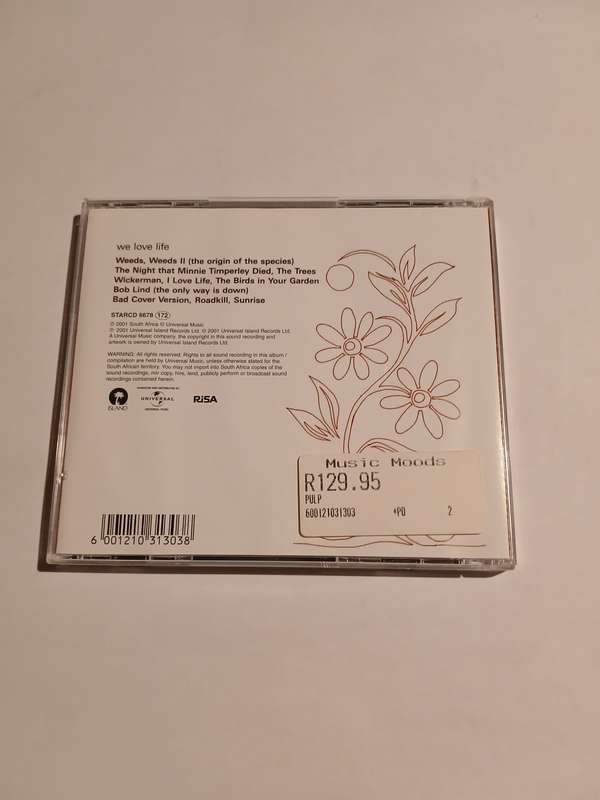 we love life
Weeds, Weeds II (the origin of the species)
The Night that Minnie Timperley Died, The Trees
Wickerman, I Love Life, The Birds in Your Garden
Bob Lind (the only way is down)
Bad Cover Version, Roadkill, Sunrise
STARCD 6678 172
℗ 2001 South Africa © Universal Music
℗ 2001 Universal Island Records Ltd. © 2001 Universal Island Records Ltd.
A Universal Music company, the copyright in this sound recording and
artwork is owned by Universal Island Records Ltd.
WARNING: All rights reserved. Rights to all sound recording in this album /
compilation are held by Universal Music, unless otherwise stated for the
South African territory. You may not import into South Africa copies of the
sound recordings, nor copy, hire, lend, publicly perform or broadcast sound
recordings contained herein.
ISLAND
UNIVERSAL
UNIVERSAL MUSIC
RiSA
Music Moods
R129.95
PULP
600121031303 *PO 2
6 001210 313038